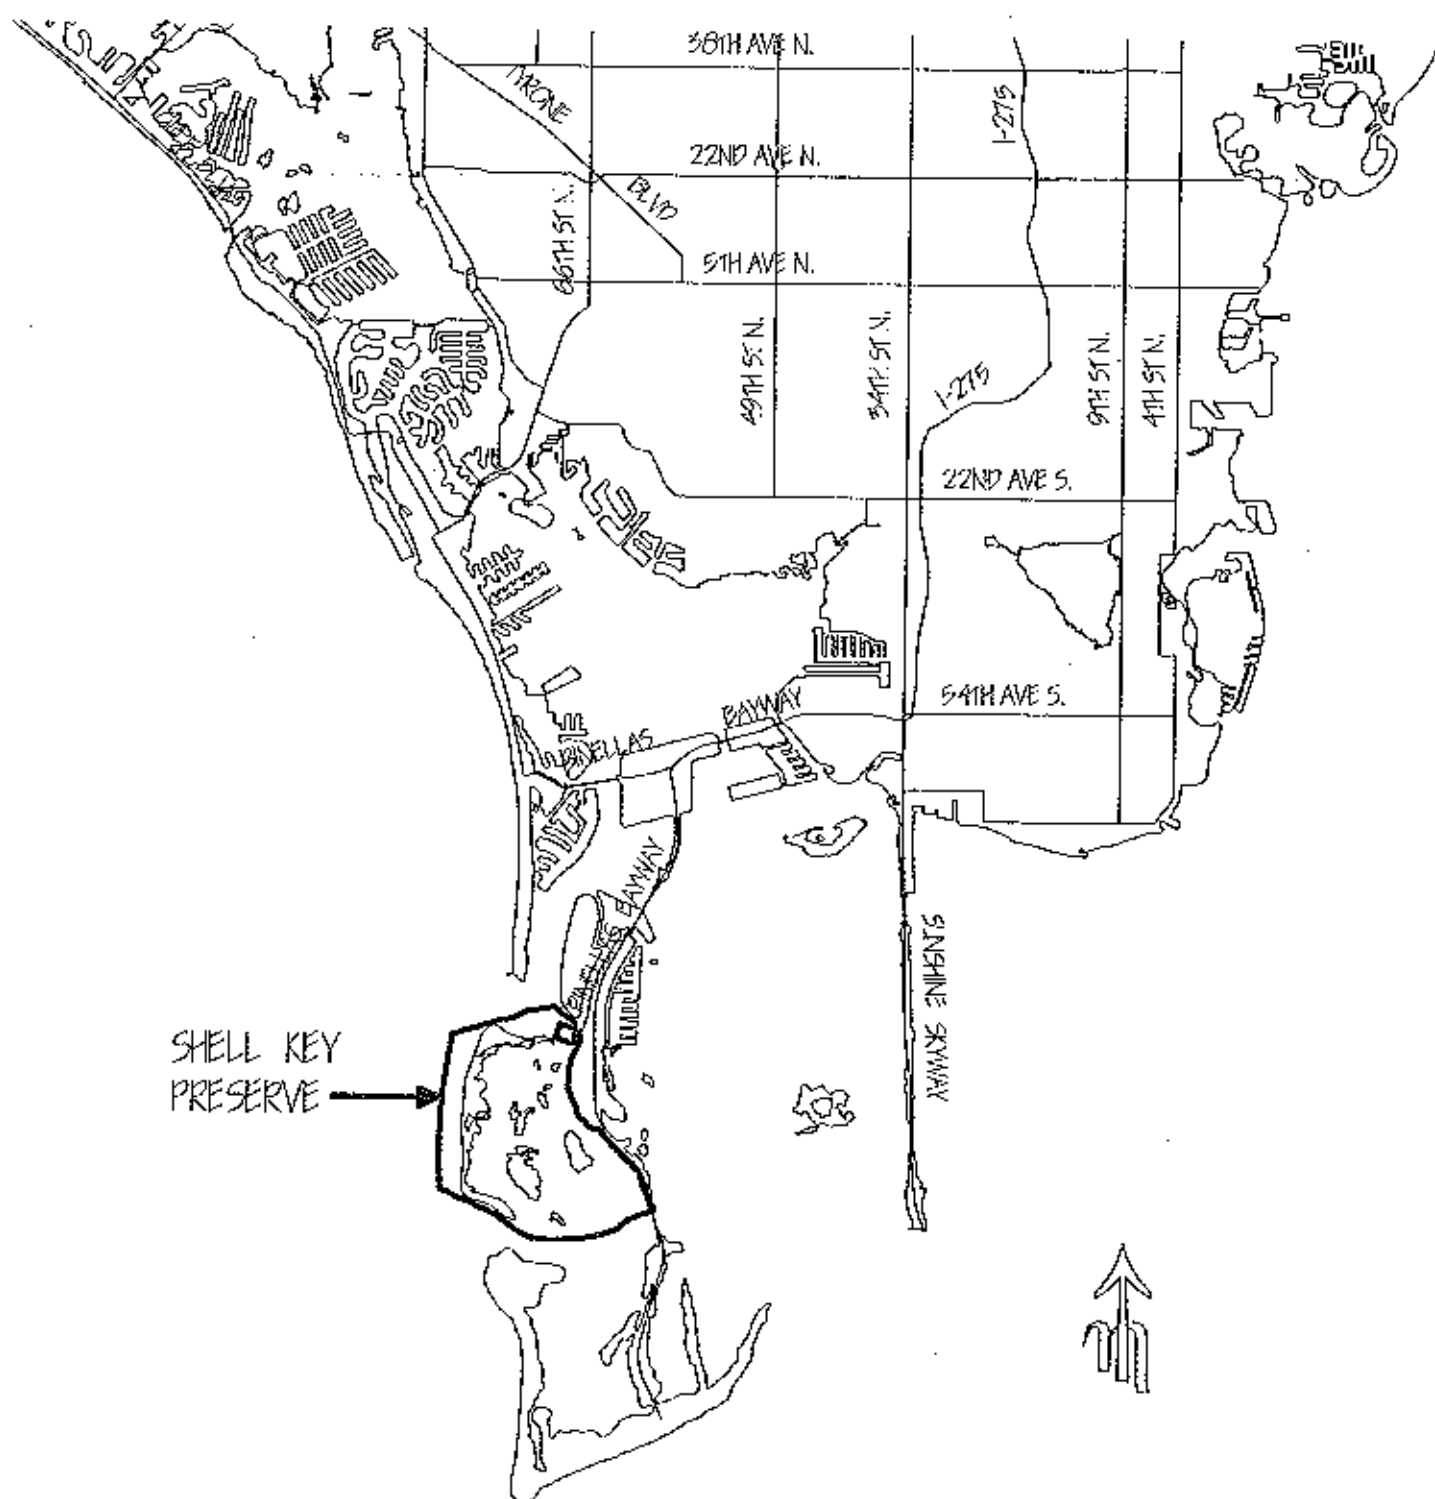 38TH AVE N.
TYRONE
I-275
22ND AVE N.
BLVD
66TH ST N.
5TH AVE N.
49TH ST N.
34TH ST N.
I-275
9TH ST N.
4TH ST N.
22ND AVE S.
54TH AVE S.
PINELLAS
BAYWAY
PINELLAS BAYWAY
SUNSHINE SKYWAY
SHELL KEY
PRESERVE